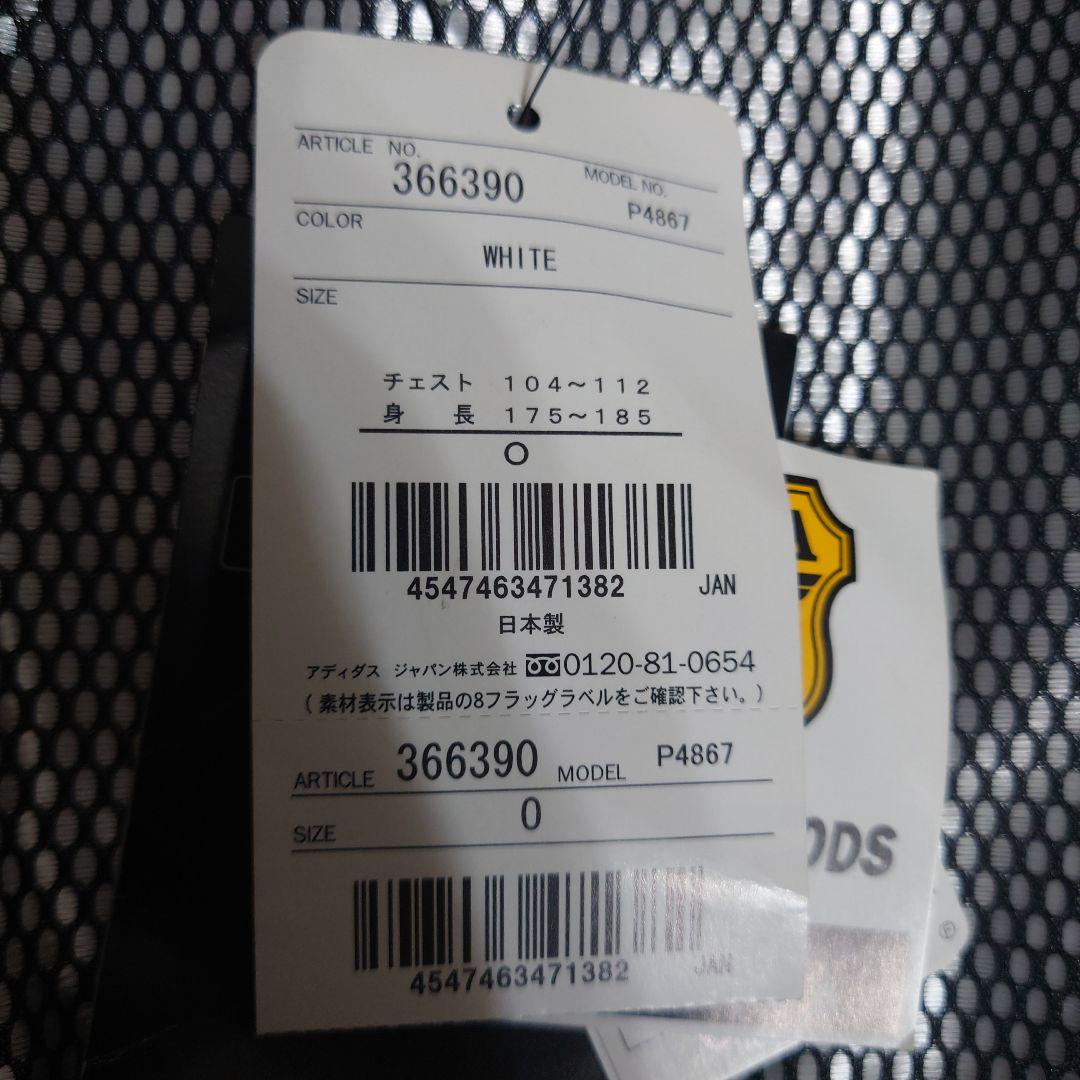 ARTICLE NO.
366390
MODEL NO.
P4867
COLOR
WHITE
SIZE
チェスト 104～112
身 長 175～185
O
4547463471382 JAN
日本製
アディダス ジャパン株式会社 0120-81-0654
(素材表示は製品の8フラッグラベルをご確認下さい。)
ARTICLE 366390 MODEL P4867
SIZE O
4547463471382 JAN
A
ODS